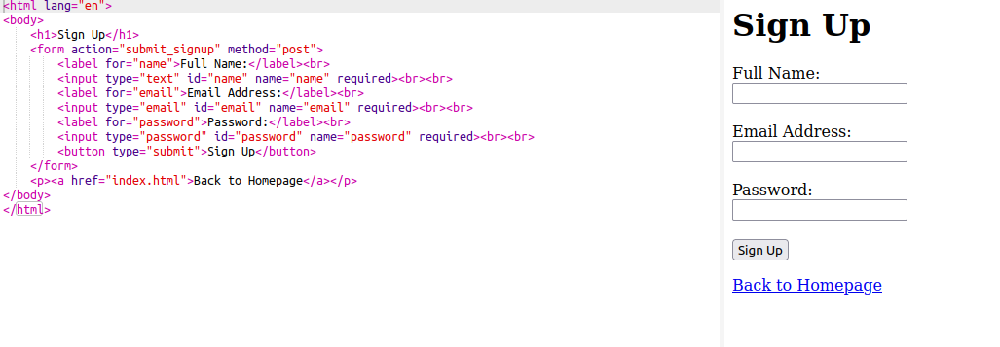 <html lang="en">
<body>
    <h1>Sign Up</h1>
    <form action="submit_signup" method="post">
        <label for="name">Full Name:</label><br>
        <input type="text" id="name" name="name" required><br><br>
        <label for="email">Email Address:</label><br>
        <input type="email" id="email" name="email" required><br><br>
        <label for="password">Password:</label><br>
        <input type="password" id="password" name="password" required><br><br>
        <button type="submit">Sign Up</button>
    </form>
    <p><a href="index.html">Back to Homepage</a></p>
</body>
</html>
Sign Up
Full Name:
Email Address:
Password:
Sign Up
Back to Homepage